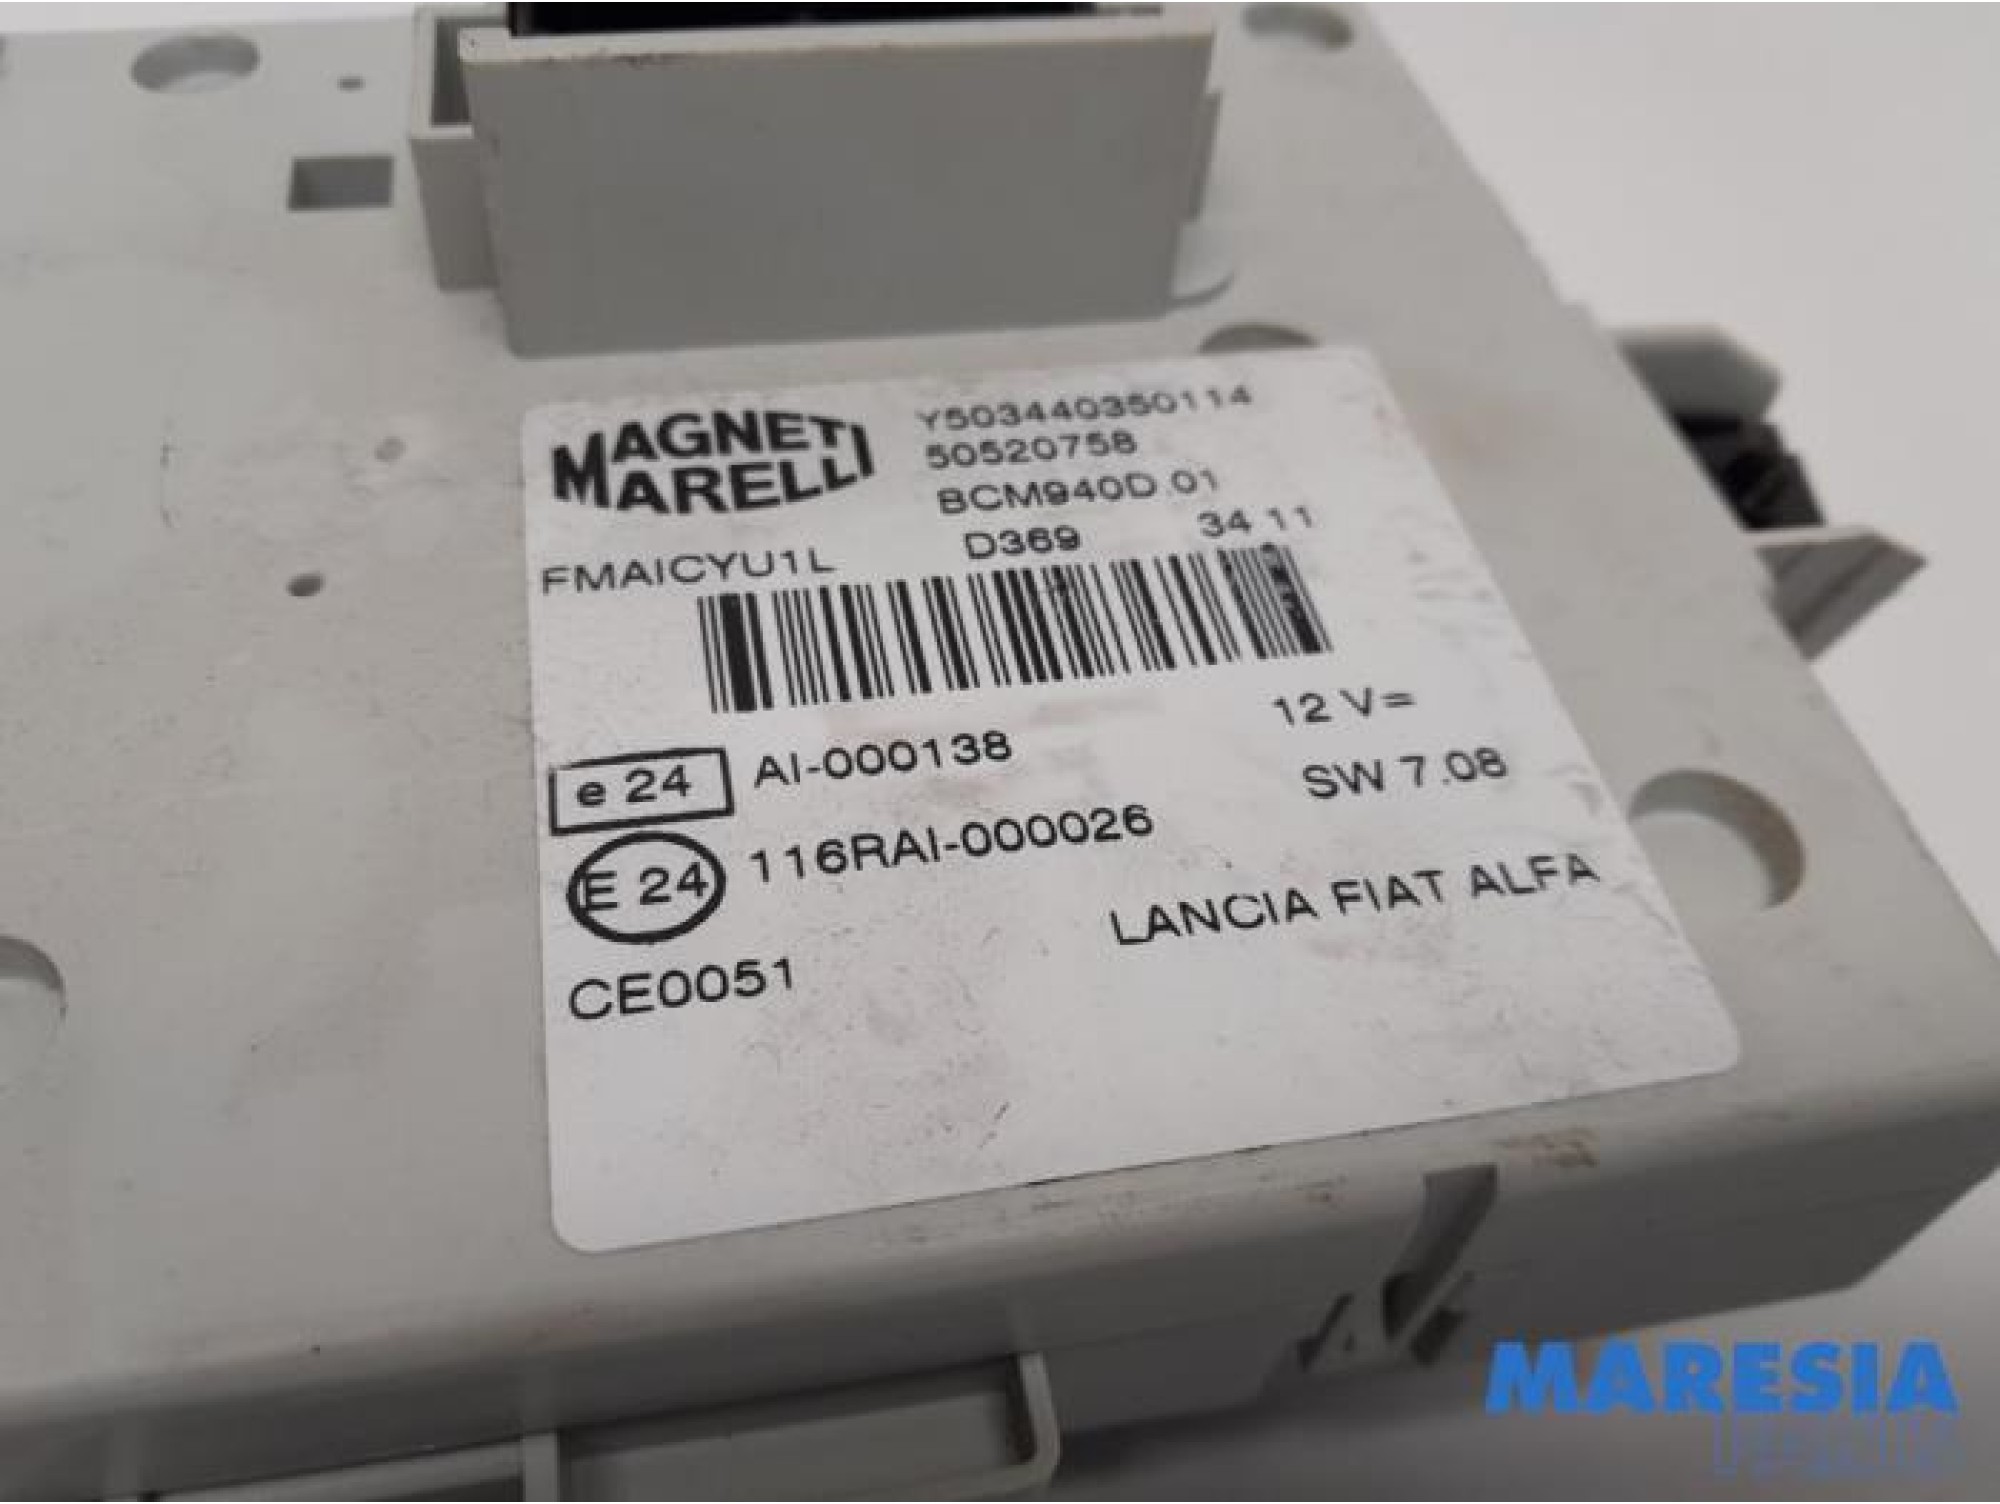 MAGNETI
MARELLI
Y503440350114
50520758
BCM940D.01
FMAICYU1L D369 34 11
12 V=
e 24 AI-000138
SW 7.08
E 24 116RAI-000026
LANCIA FIAT ALFA
CE0051
MARESIA